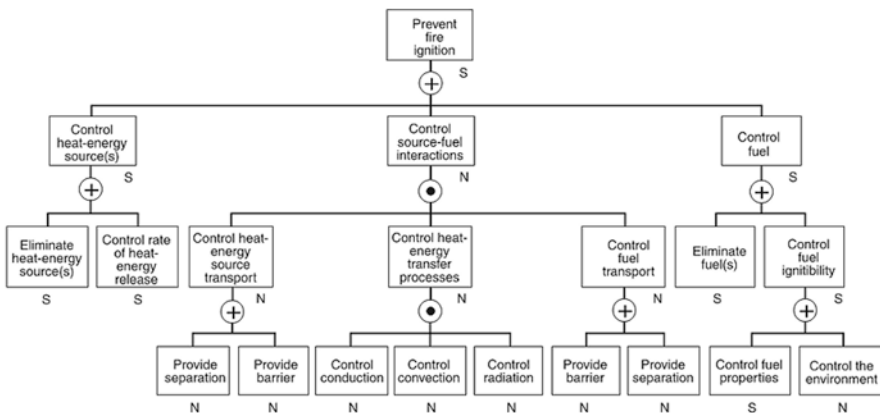 Prevent
fire
ignition
S
+
Control
heat-energy
source(s)
S
+
Control
source-fuel
interactions
N
Control
fuel
S
+
Eliminate
heat-energy
source(s)
S
Control rate
of heat-
energy
release
S
Control heat-
energy
source
transport
N
+
Control heat-
energy
transfer
processes
N
Control
fuel
transport
N
+
Eliminate
fuel(s)
S
Control
fuel
ignitibility
S
+
Provide
separation
N
Provide
barrier
N
Control
conduction
N
Control
convection
N
Control
radiation
N
Provide
barrier
N
Provide
separation
N
Control fuel
properties
S
Control the
environment
N